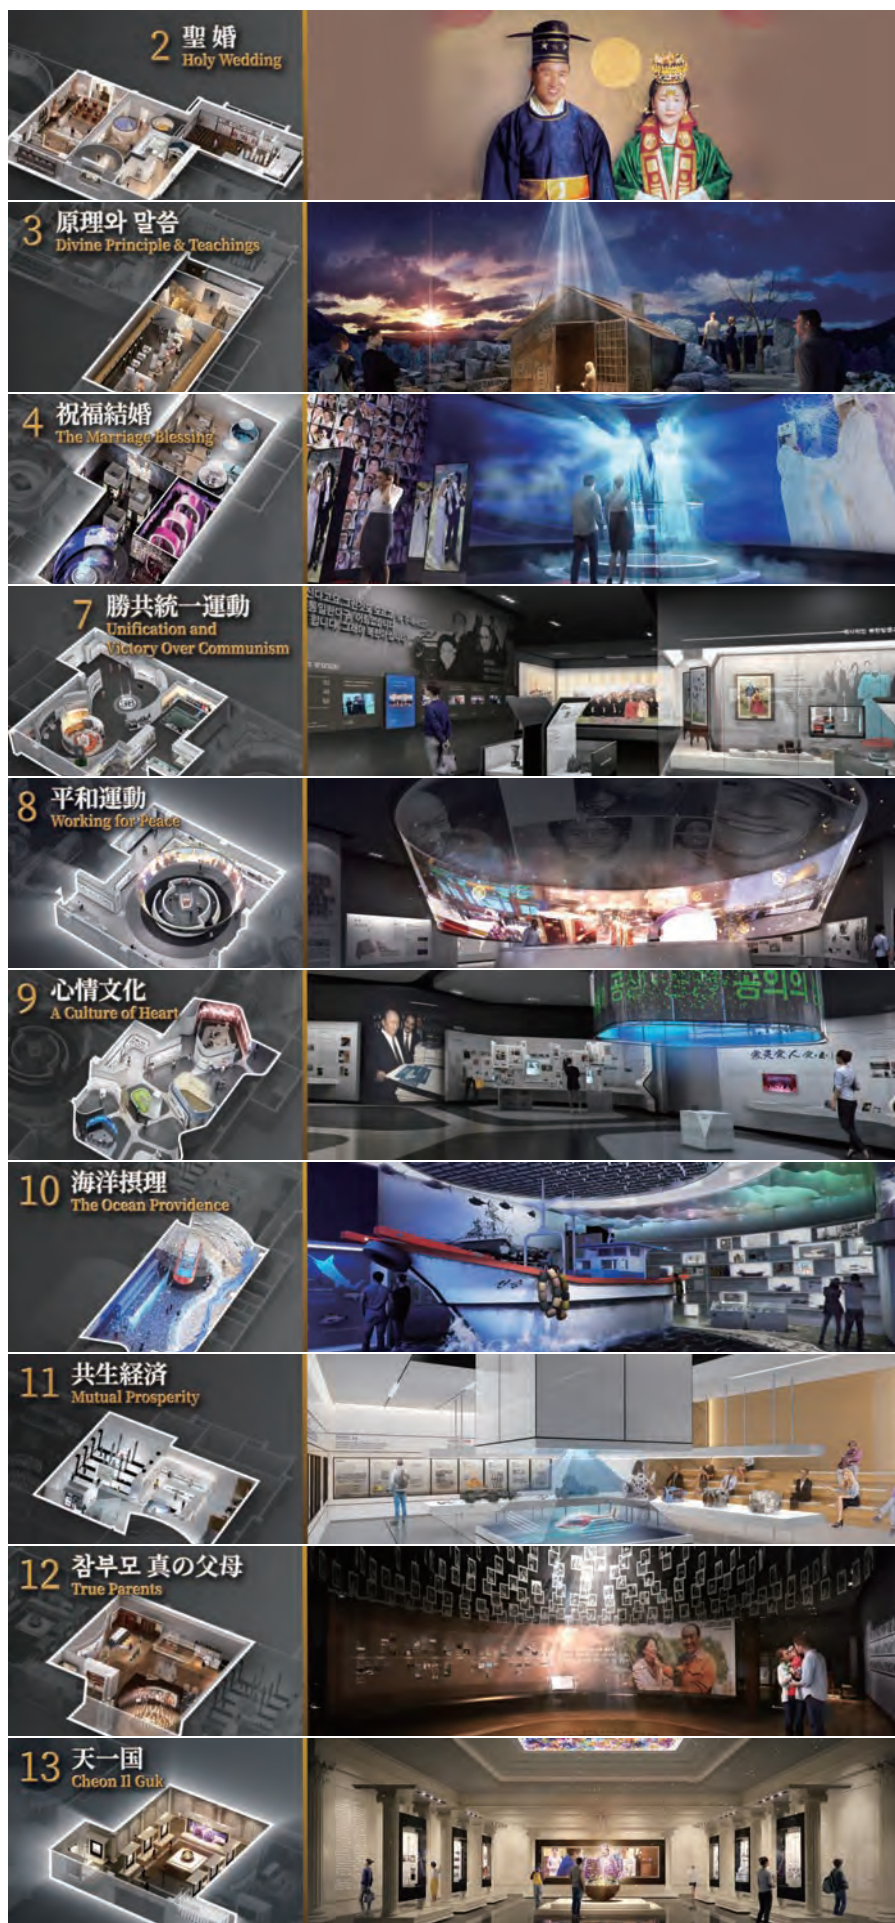 2 聖 婚
Holy Wedding
3 原理와 말씀
Divine Principle & Teachings
4 祝福結婚
The Marriage Blessing
7 勝共統一運動
Unification and
Victory Over Communism
8 平和運動
Working for Peace
9 心情文化
A Culture of Heart
10 海洋摂理
The Ocean Providence
11 共生経済
Mutual Prosperity
12 참부모 真の父母
True Parents
13 天一国
Cheon Il Guk